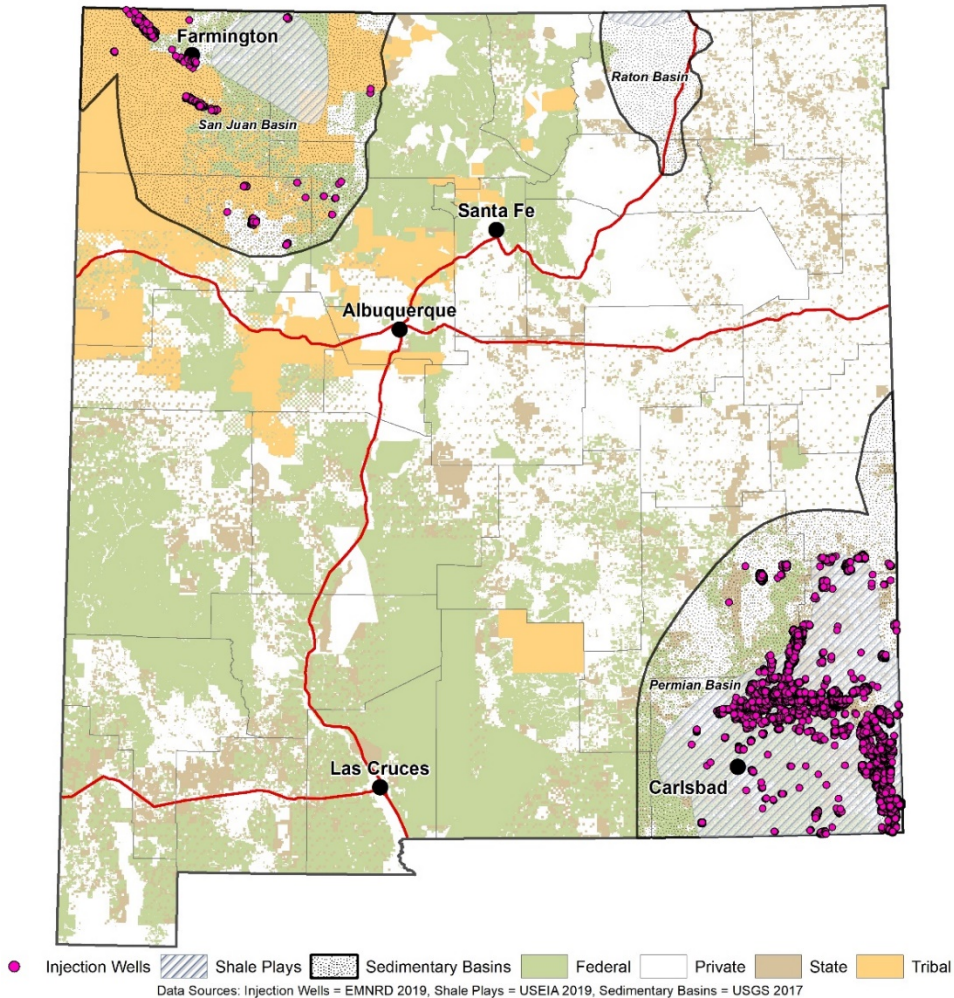 Farmington
Raton Basin
San Juan Basin
Santa Fe
Albuquerque
Permian Basin
Las Cruces
Carlsbad
Injection Wells Shale Plays Sedimentary Basins Federal Private State Tribal
Data Sources: Injection Wells = EMNRD 2019, Shale Plays = USEIA 2019, Sedimentary Basins = USGS 2017